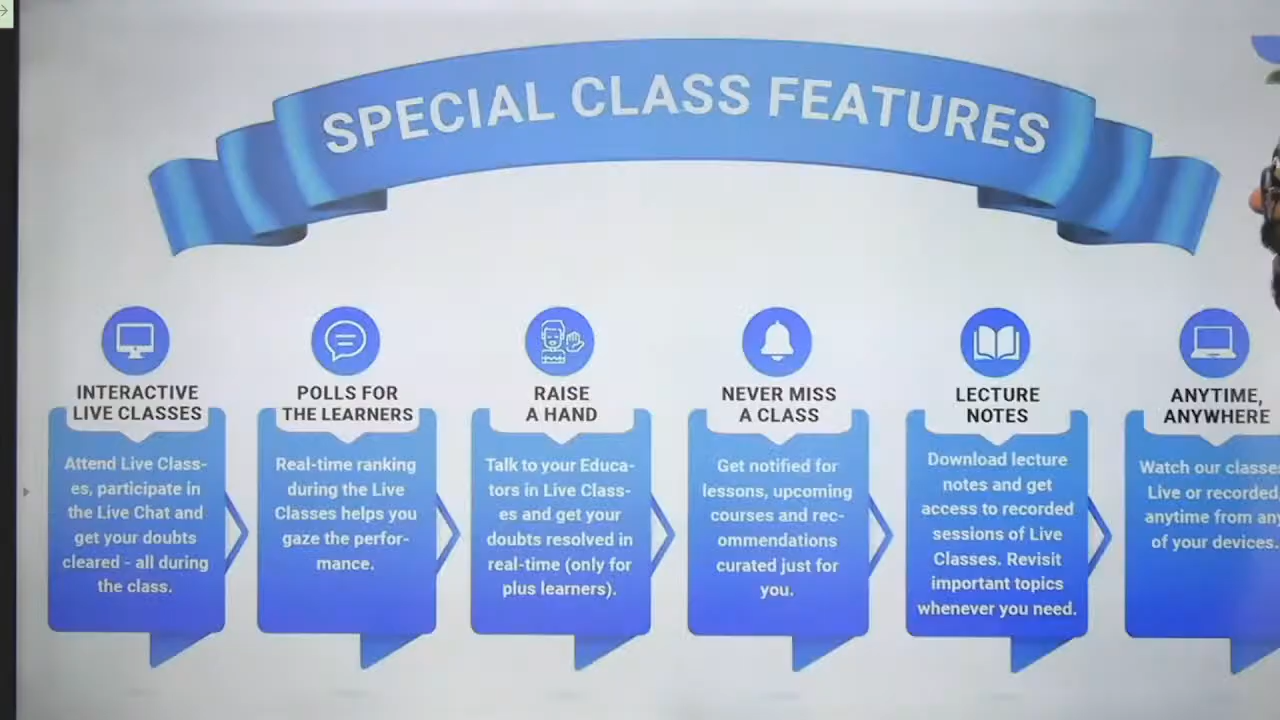 SPECIAL CLASS FEATURES
INTERACTIVE
LIVE CLASSES
Attend Live Class-
es, participate in
the Live Chat and
get your doubts
cleared - all during
the class.
POLLS FOR
THE LEARNERS
Real-time ranking
during the Live
Classes helps you
gaze the perfor-
mance.
RAISE
A HAND
Talk to your Educa-
tors in Live Class-
es and get your
doubts resolved in
real-time (only for
plus learners).
NEVER MISS
A CLASS
Get notified for
lessons, upcoming
courses and rec-
ommendations
curated just for
you.
LECTURE
NOTES
Download lecture
notes and get
access to recorded
sessions of Live
Classes. Revisit
important topics
whenever you need.
ANYTIME,
ANYWHERE
Watch our classes
Live or recorded
anytime from any
of your devices.